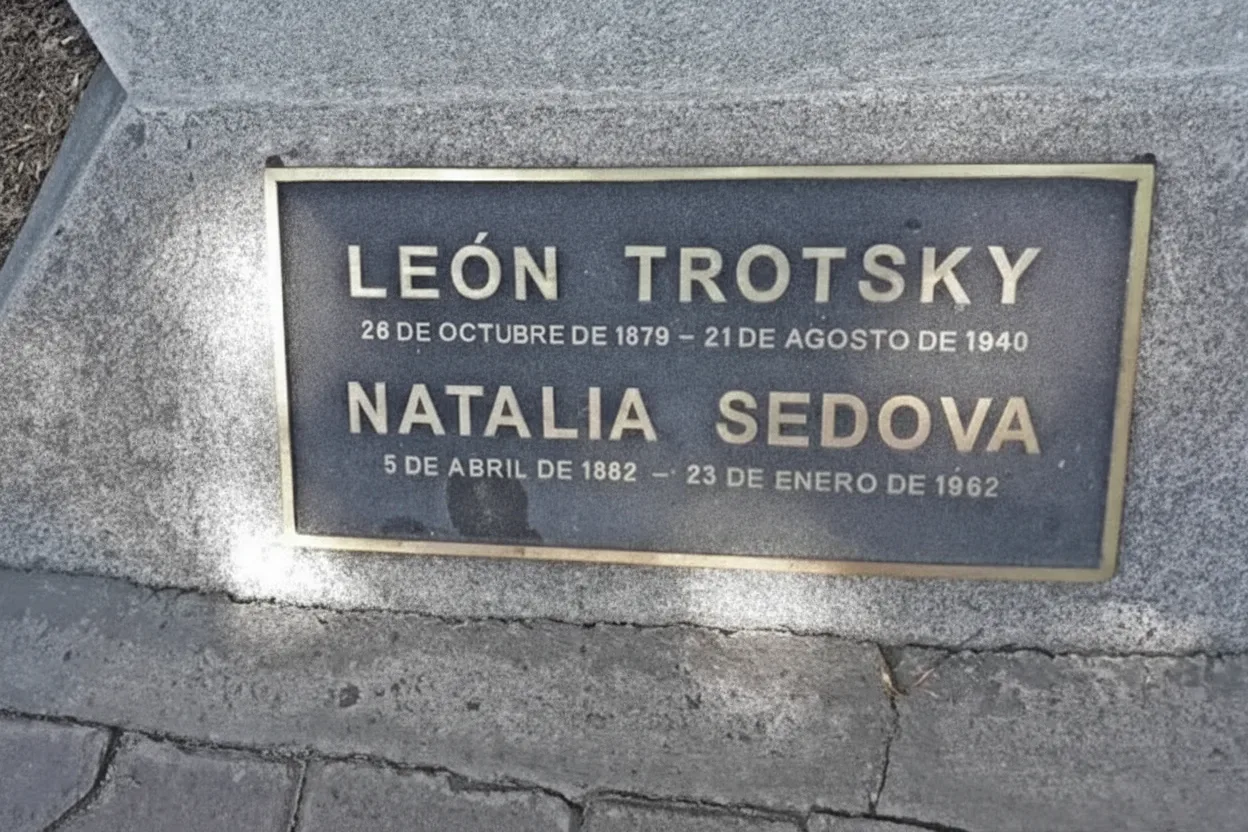 LEÓN TROTSKY
26 DE OCTUBRE DE 1879 – 21 DE AGOSTO DE 1940
NATALIA SEDOVA
5 DE ABRIL DE 1882 – 23 DE ENERO DE 1962